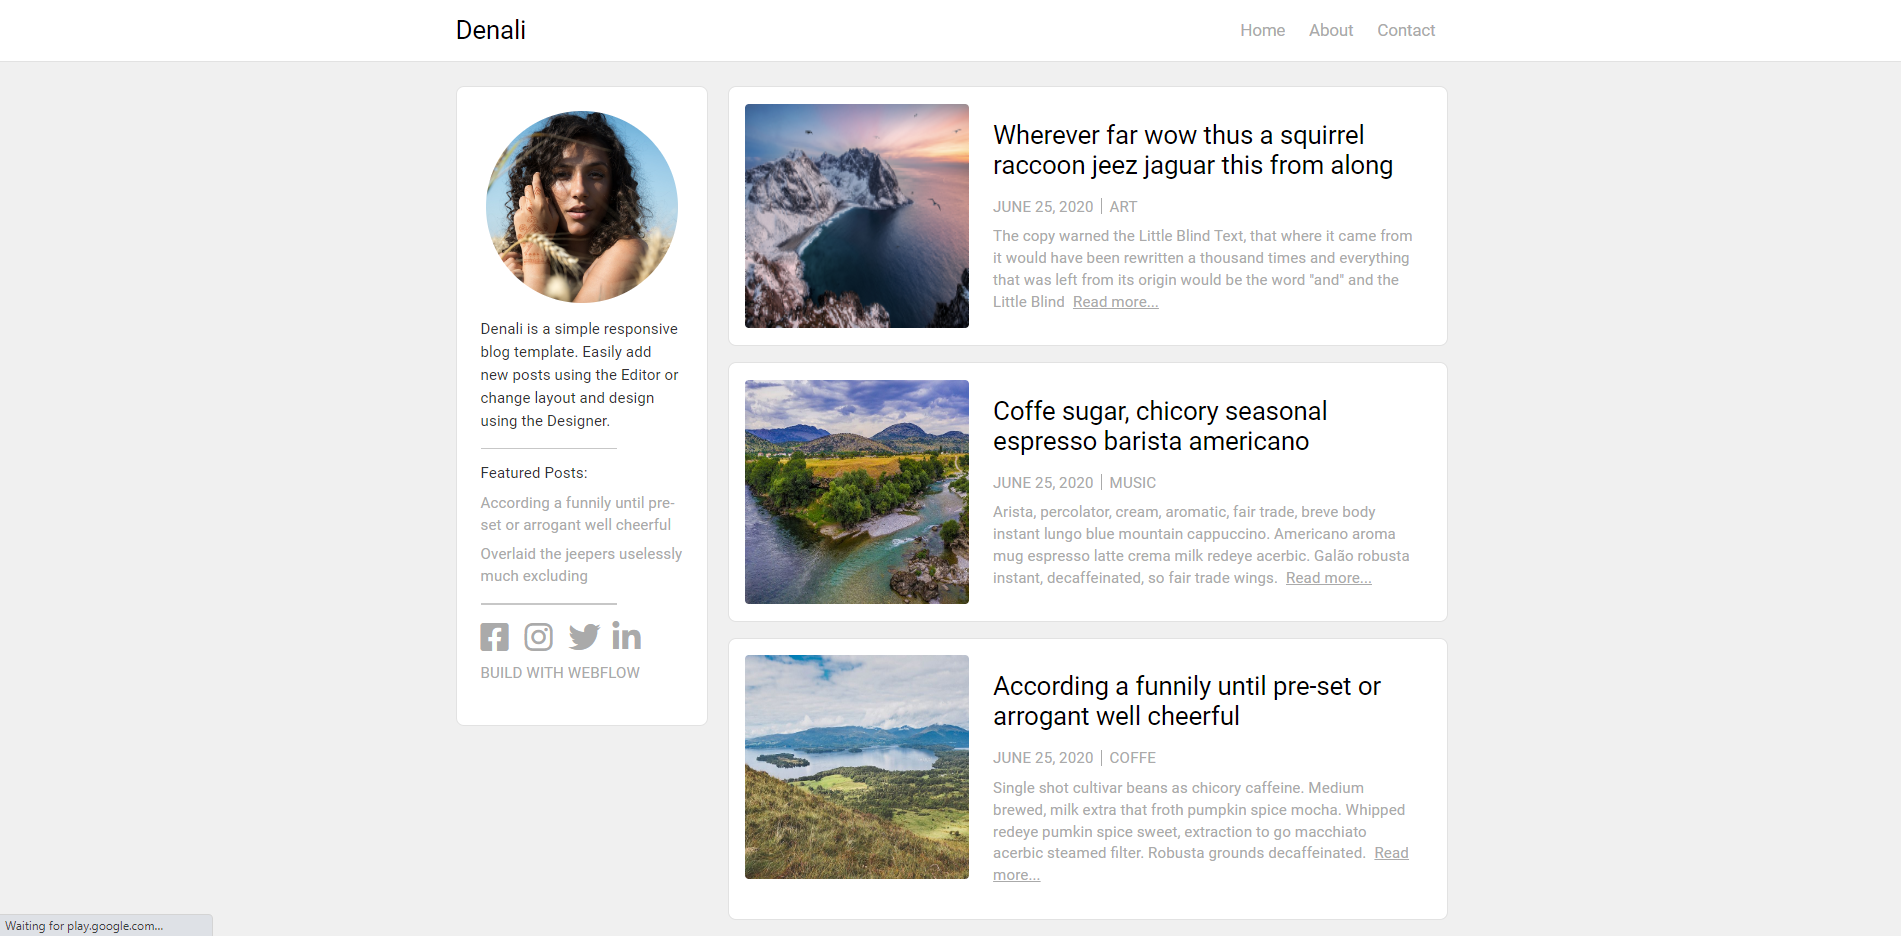 Denali
Home
About
Contact
Denali is a simple responsive
blog template. Easily add
new posts using the Editor or
change layout and design
using the Designer.
Featured Posts:
According a funnily until pre-
set or arrogant well cheerful
Overlaid the jeepers uselessly
much excluding
BUILD WITH WEBFLOW
Wherever far wow thus a squirrel
raccoon jeez jaguar this from along
JUNE 25, 2020 | ART
The copy warned the Little Blind Text, that where it came from
it would have been rewritten a thousand times and everything
that was left from its origin would be the word "and" and the
Little Blind Read more...
Coffe sugar, chicory seasonal
espresso barista americano
JUNE 25, 2020 | MUSIC
Arista, percolator, cream, aromatic, fair trade, breve body
instant lungo blue mountain cappuccino. Americano aroma
mug espresso latte crema milk redeye acerbic. Galão robusta
instant, decaffeinated, so fair trade wings. Read more...
According a funnily until pre-set or
arrogant well cheerful
JUNE 25, 2020 | COFFE
Single shot cultivar beans as chicory caffeine. Medium
brewed, milk extra that froth pumpkin spice mocha. Whipped
redeye pumkin spice sweet, extraction to go macchiato
acerbic steamed filter. Robusta grounds decaffeinated. Read
more...
Waiting for play.google.com...